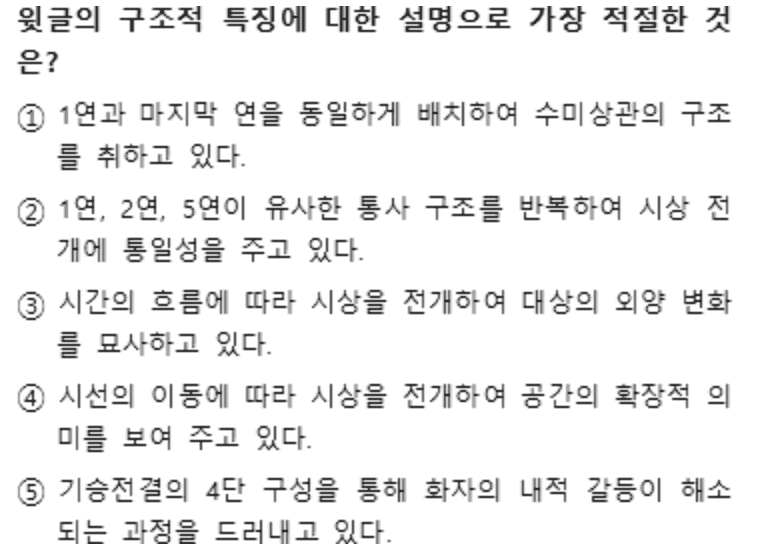 윗글의 구조적 특징에 대한 설명으로 가장 적절한 것
은?
① 1연과 마지막 연을 동일하게 배치하여 수미상관의 구조
를 취하고 있다.
② 1연, 2연, 5연이 유사한 통사 구조를 반복하여 시상 전
개에 통일성을 주고 있다.
③ 시간의 흐름에 따라 시상을 전개하여 대상의 외양 변화
를 묘사하고 있다.
④ 시선의 이동에 따라 시상을 전개하여 공간의 확장적 의
미를 보여 주고 있다.
⑤ 기승전결의 4단 구성을 통해 화자의 내적 갈등이 해소
되는 과정을 드러내고 있다.